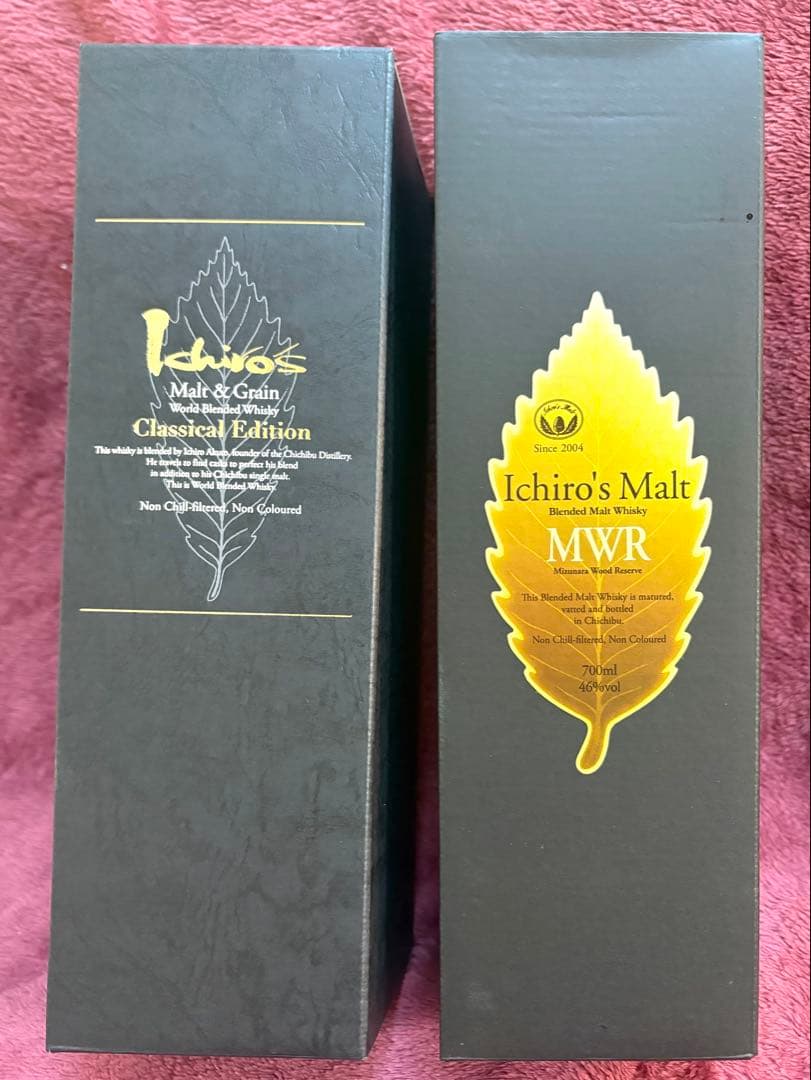 Ichiro's
Malt & Grain
World Blended Whisky
Classical Edition
This whisky is blended by Ichiro Akuto, founder of the Chichibu Distillery.
He travels to find casks to perfect his blend
in addition to his Chichibu single malt.
This is World Blended Whisky.
Non Chill-filtered, Non Coloured
Ichiro's Malt
Since 2004
Ichiro's Malt
Blended Malt Whisky
MWR
Mizunara Wood Reserve
This Blended Malt Whisky is matured,
vatted and bottled
in Chichibu.
Non Chill-filtered, Non Coloured
700ml
46%vol